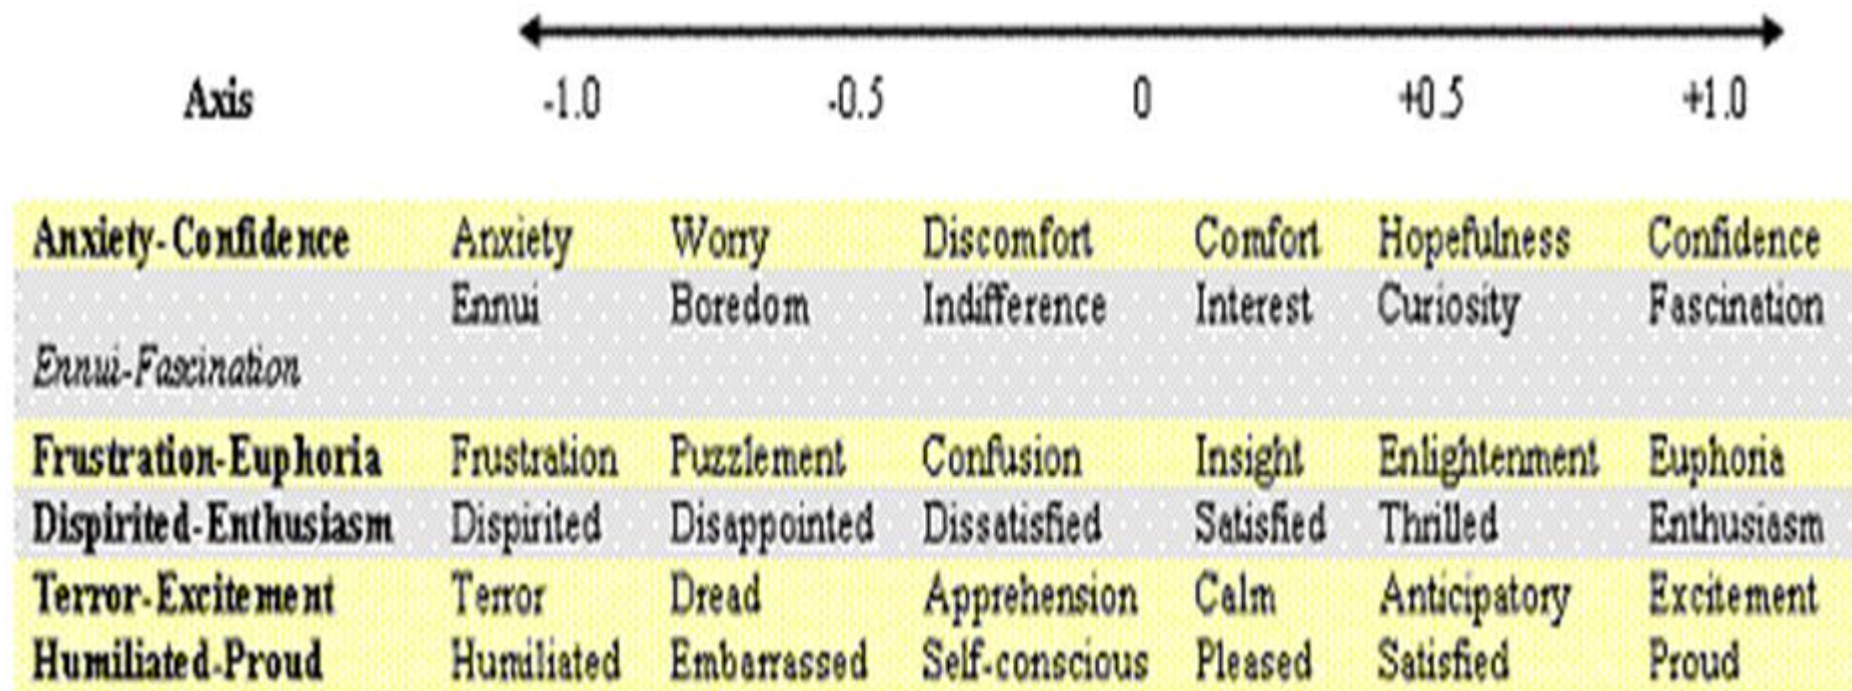 Axis -1.0 -0.5 0 +0.5 +1.0
Anxiety-Confidence Anxiety Worry Discomfort Comfort Hopefulness Confidence
Ennui Boredom Indifference Interest Curiosity Fascination
Ennui-Fascination
Frustration-Euphoria Frustration Puzzlement Confusion Insight Enlightenment Euphoria
Dispirited-Enthusiasm Dispirited Disappointed Dissatisfied Satisfied Thrilled Enthusiasm
Terror-Excitement Terror Dread Apprehension Calm Anticipatory Excitement
Humiliated-Proud Humiliated Embarrassed Self-conscious Pleased Satisfied Proud